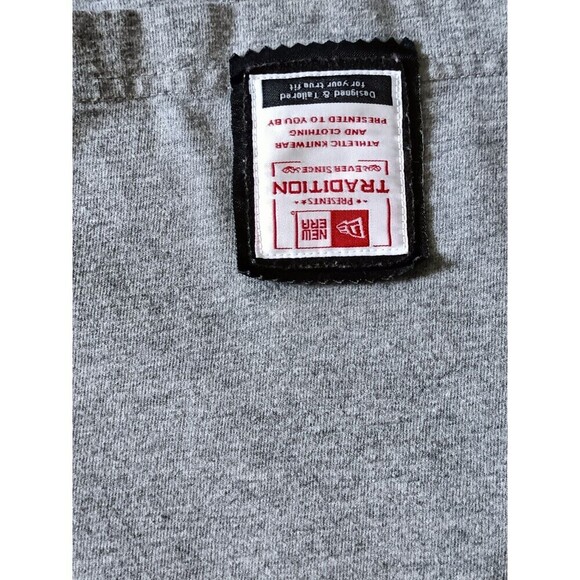 NEW
ERA
*PRESENTS*
TRADITION
EVER SINCE
ATHLETIC KNITWEAR
AND CLOTHING
PRESENTED TO YOU BY
Designed & Tailored
for your true fit